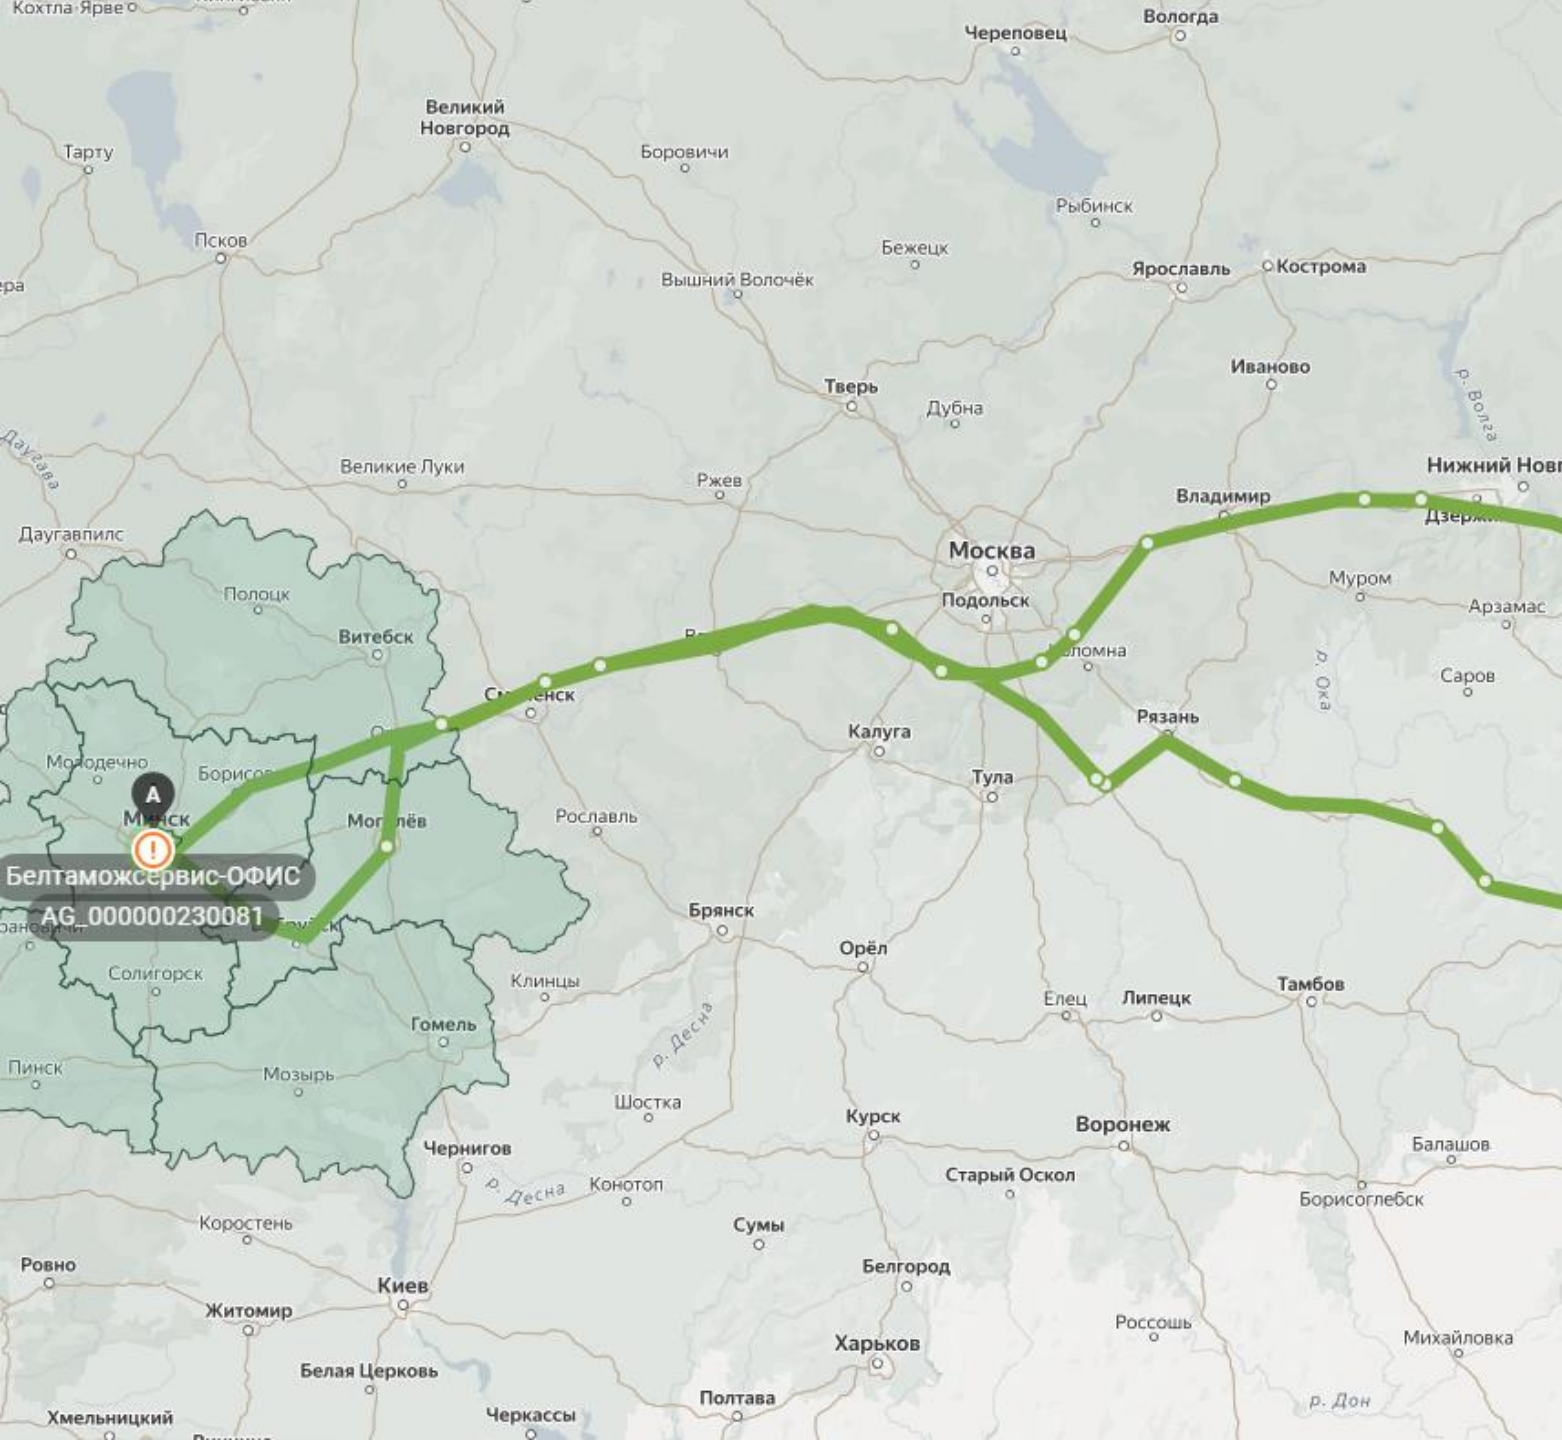 Кохтла-Ярве
Вологда
Череповец
Великий
Новгород
Тарту
Боровичи
Рыбинск
Псков
Бежецк
Вышний Волочёк
Ярославль
Кострома
Иваново
р. Волга
Тверь
Дубна
Даугава
Великие Луки
Ржев
Нижний Новг
Владимир
Даугавпилс
Москва
Муром
Подольск
Арзамас
Полоцк
Витебск
Коломна
р. Ока
Саров
Смоленск
Рязань
Калуга
Молодечно
Борисов
Тула
А
Минск
Могилёв
Рославль
!
Белтаможсервис-ОФИС
AG_000000230081
Брянск
Орёл
Солигорск
Клинцы
Тамбов
Елец
Липецк
р. Десна
Гомель
Пинск
Мозырь
Шостка
Курск
Воронеж
Балашов
Чернигов
Старый Оскол
р. Десна
Конотоп
Борисоглебск
Коростень
Сумы
Ровно
Белгород
Киев
Житомир
Россошь
Михайловка
Харьков
Белая Церковь
Полтава
р. Дон
Хмельницкий
Черкассы